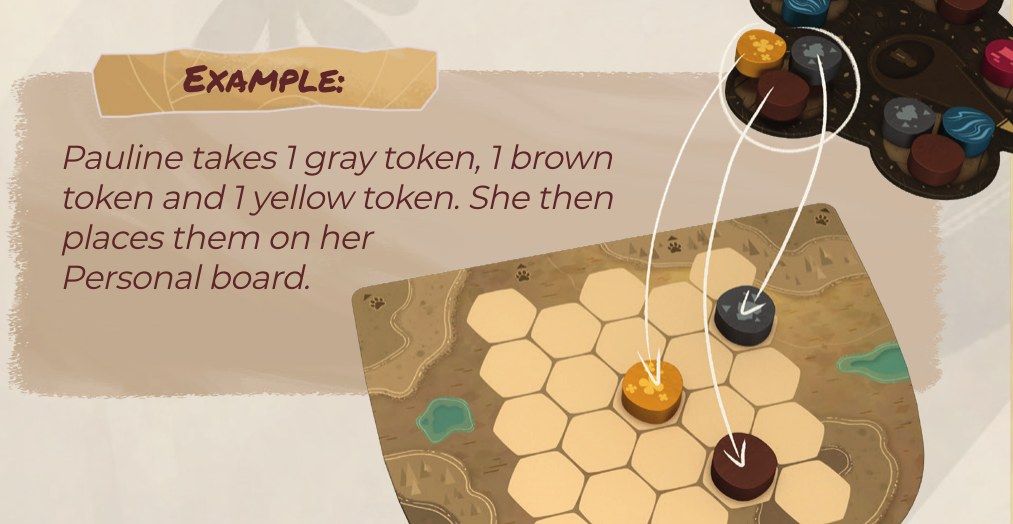 Example:
Pauline takes 1 gray token, 1 brown
token and 1 yellow token. She then
places them on her
Personal board.